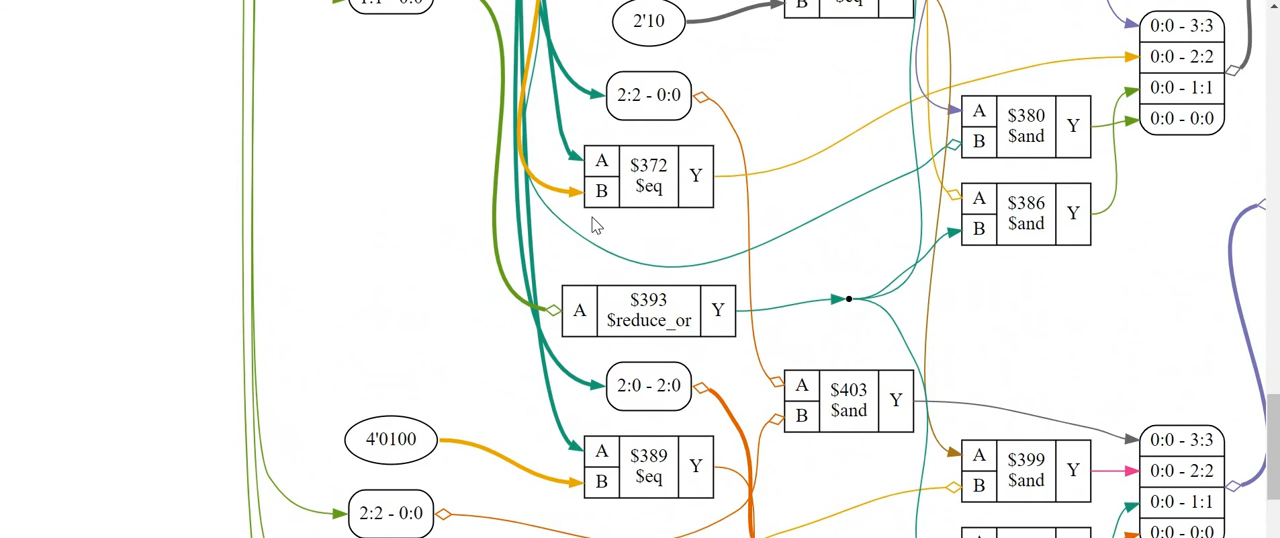 1:1 - 0:0
2'10
B $eq
0:0 - 3:3
0:0 - 2:2
0:0 - 1:1
0:0 - 0:0
2:2 - 0:0
A $380 Y
B $and
A $372 Y
B $eq
A $386 Y
B $and
A $393 Y
$reduce_or
2:0 - 2:0
A $403 Y
B $and
4'0100
A $389 Y
B $eq
0:0 - 3:3
0:0 - 2:2
0:0 - 1:1
0:0 - 0:0
A $399 Y
B $and
2:2 - 0:0